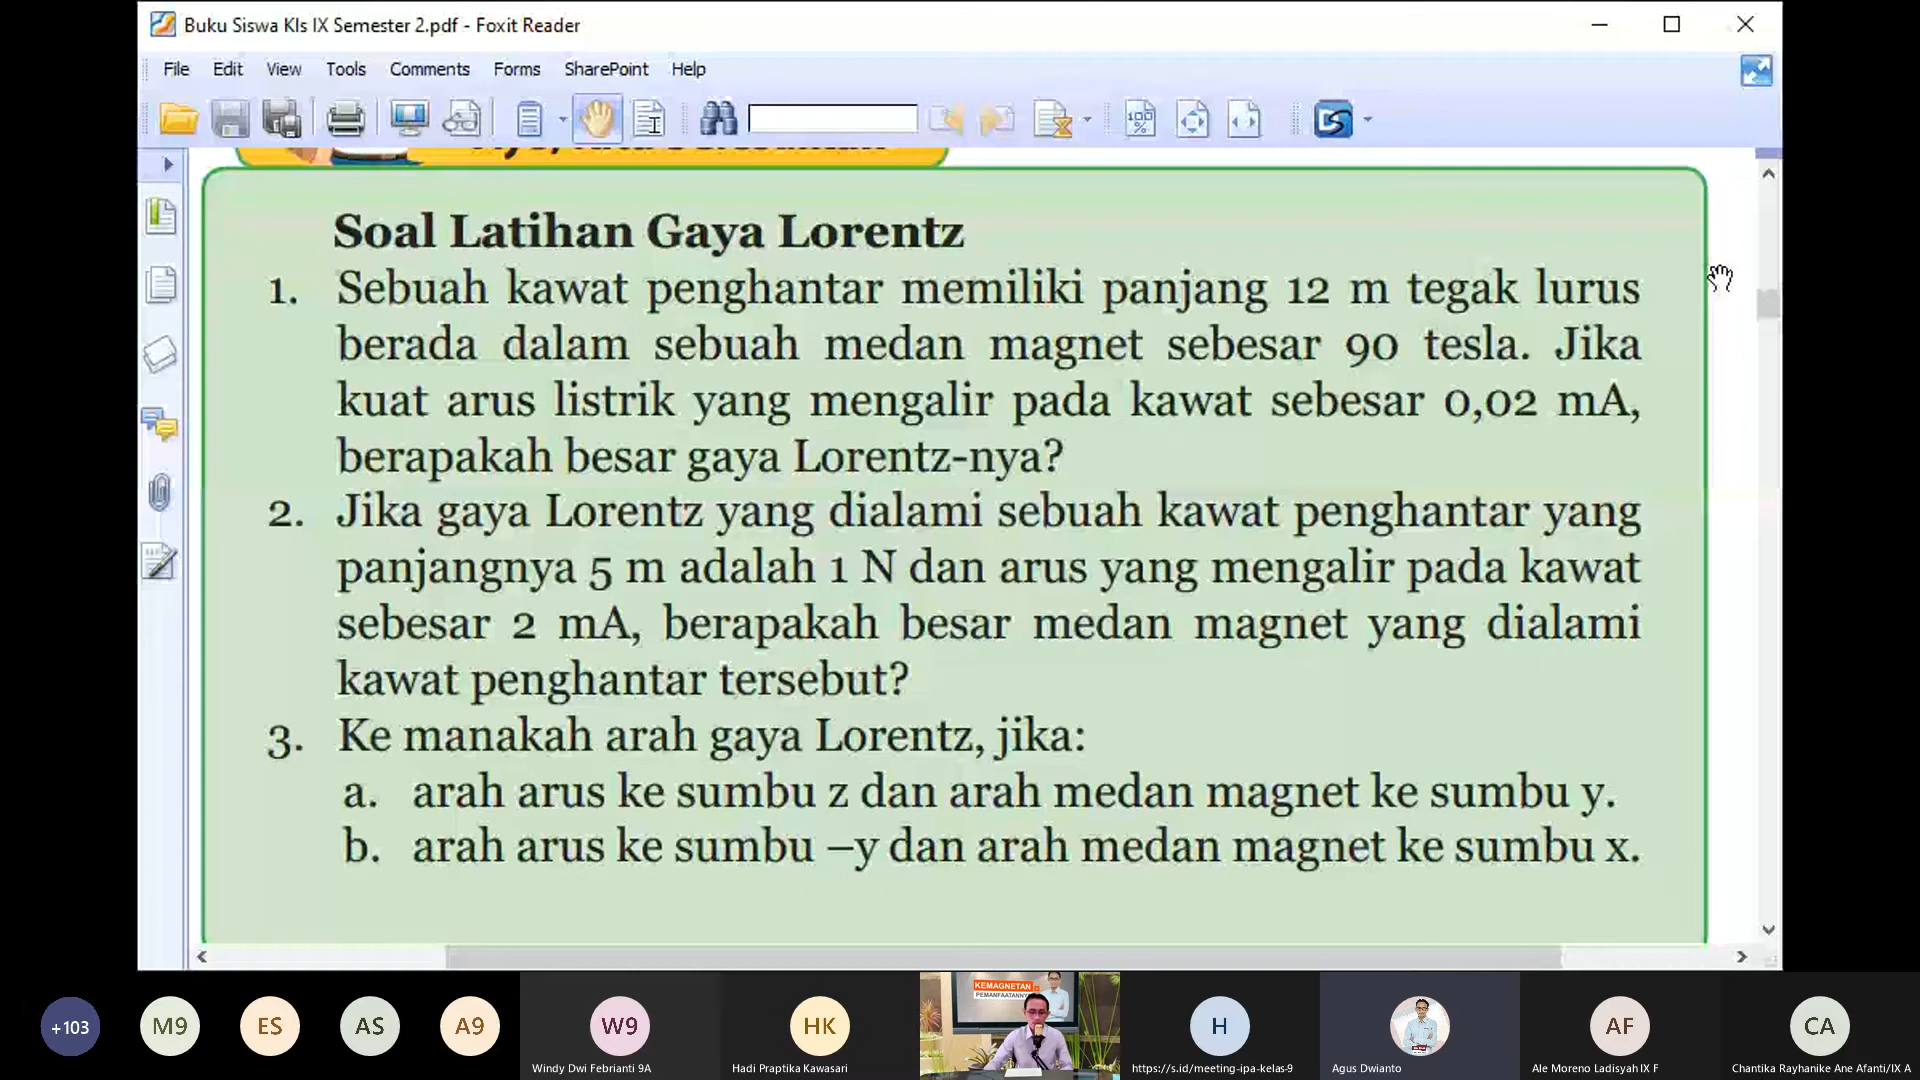 Buku Siswa Kls IX Semester 2.pdf - Foxit Reader
File Edit View Tools Comments Forms SharePoint Help
Soal Latihan Gaya Lorentz
1. Sebuah kawat penghantar memiliki panjang 12 m tegak lurus
berada dalam sebuah medan magnet sebesar 90 tesla. Jika
kuat arus listrik yang mengalir pada kawat sebesar 0,02 mA,
berapakah besar gaya Lorentz-nya?
2. Jika gaya Lorentz yang dialami sebuah kawat penghantar yang
panjangnya 5 m adalah 1 N dan arus yang mengalir pada kawat
sebesar 2 mA, berapakah besar medan magnet yang dialami
kawat penghantar tersebut?
3. Ke manakah arah gaya Lorentz, jika:
a. arah arus ke sumbu z dan arah medan magnet ke sumbu y.
b. arah arus ke sumbu –y dan arah medan magnet ke sumbu x.
KEMAGNETAN
+103 M9 ES AS A9 W9 HK H AF CA
Windy Dwi Febrianti 9A Hadi Praptika Kawasari https://s.id/meeting-ipa-kelas-9 Agus Dwianto Ale Moreno Ladisyah IX F Chantika Rayhanike Ane Afanti/IX A